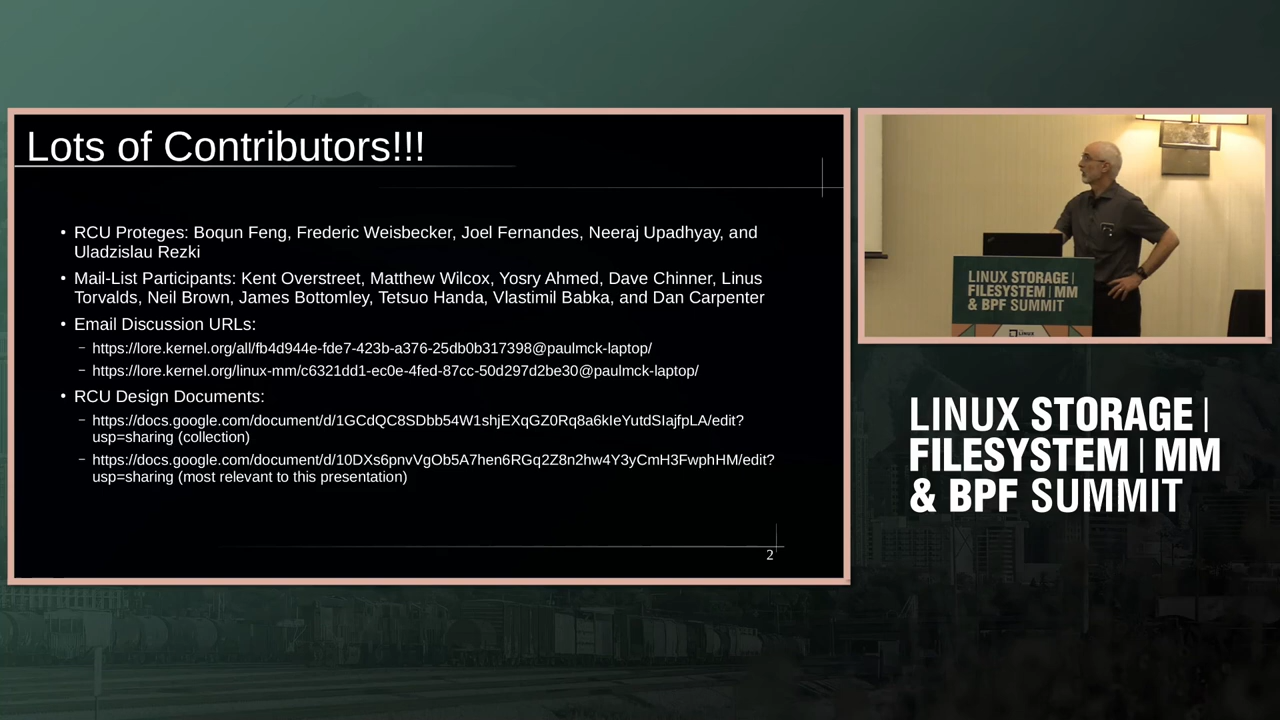 Lots of Contributors!!!
• RCU Proteges: Boqun Feng, Frederic Weisbecker, Joel Fernandes, Neeraj Upadhyay, and
Uladzislau Rezki
• Mail-List Participants: Kent Overstreet, Matthew Wilcox, Yosry Ahmed, Dave Chinner, Linus
Torvalds, Neil Brown, James Bottomley, Tetsuo Handa, Vlastimil Babka, and Dan Carpenter
• Email Discussion URLs:
– https://lore.kernel.org/all/fb4d944e-fde7-423b-a376-25db0b317398@paulmck-laptop/
– https://lore.kernel.org/linux-mm/c6321dd1-ec0e-4fed-87cc-50d297d2be30@paulmck-laptop/
• RCU Design Documents:
– https://docs.google.com/document/d/1GCdQC8SDbb54W1shjEXqGZ0Rq8a6kIeYutdSIajfpLA/edit?
usp=sharing (collection)
– https://docs.google.com/document/d/10DXs6pnvVgOb5A7hen6RGq2Z8n2hw4Y3yCmH3FwphHM/edit?
usp=sharing (most relevant to this presentation)
2
LINUX STORAGE |
FILESYSTEM | MM
& BPF SUMMIT
LINUX
LINUX STORAGE |
FILESYSTEM | MM
& BPF SUMMIT